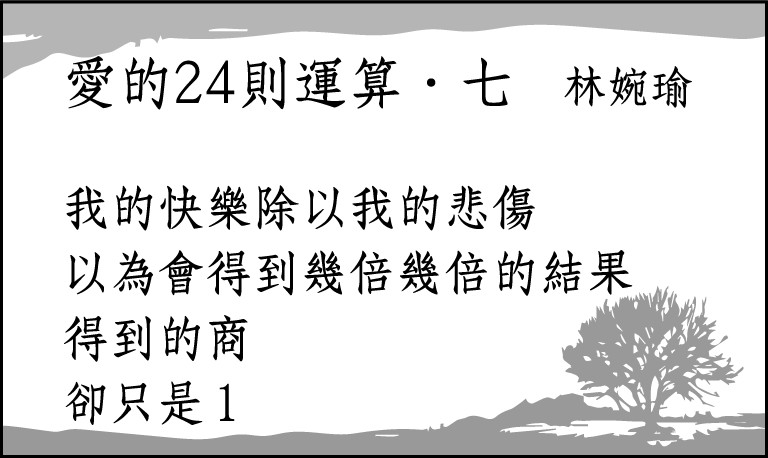 愛的24則運算・七　林婉瑜
我的快樂除以我的悲傷
以為會得到幾倍幾倍的結果
得到的商
卻只是1